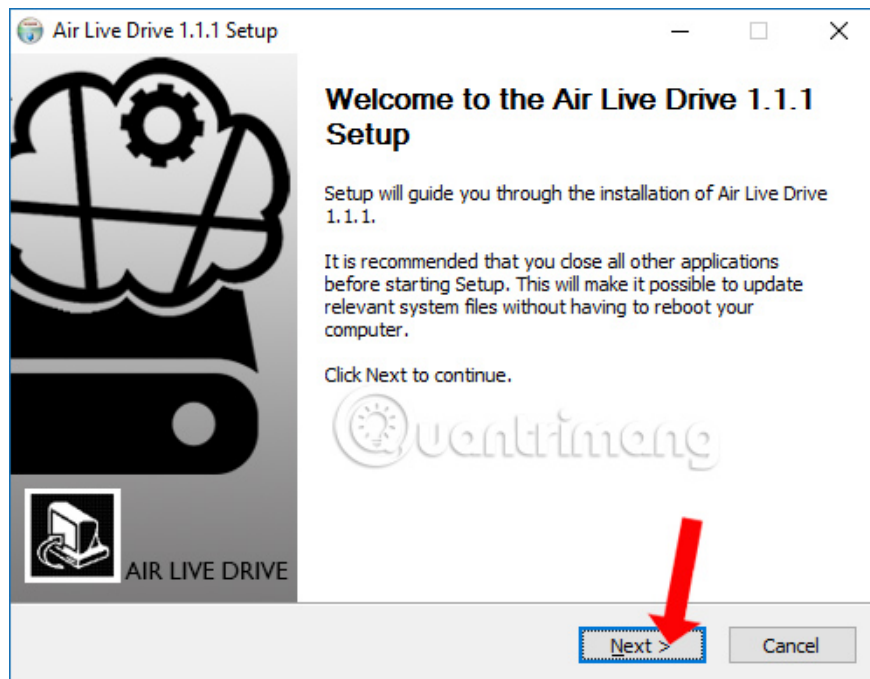 Air Live Drive 1.1.1 Setup
Welcome to the Air Live Drive 1.1.1
Setup
Setup will guide you through the installation of Air Live Drive
1.1.1.
It is recommended that you close all other applications
before starting Setup. This will make it possible to update
relevant system files without having to reboot your
computer.
Click Next to continue.
Quantrimang
AIR LIVE DRIVE
Next >
Cancel